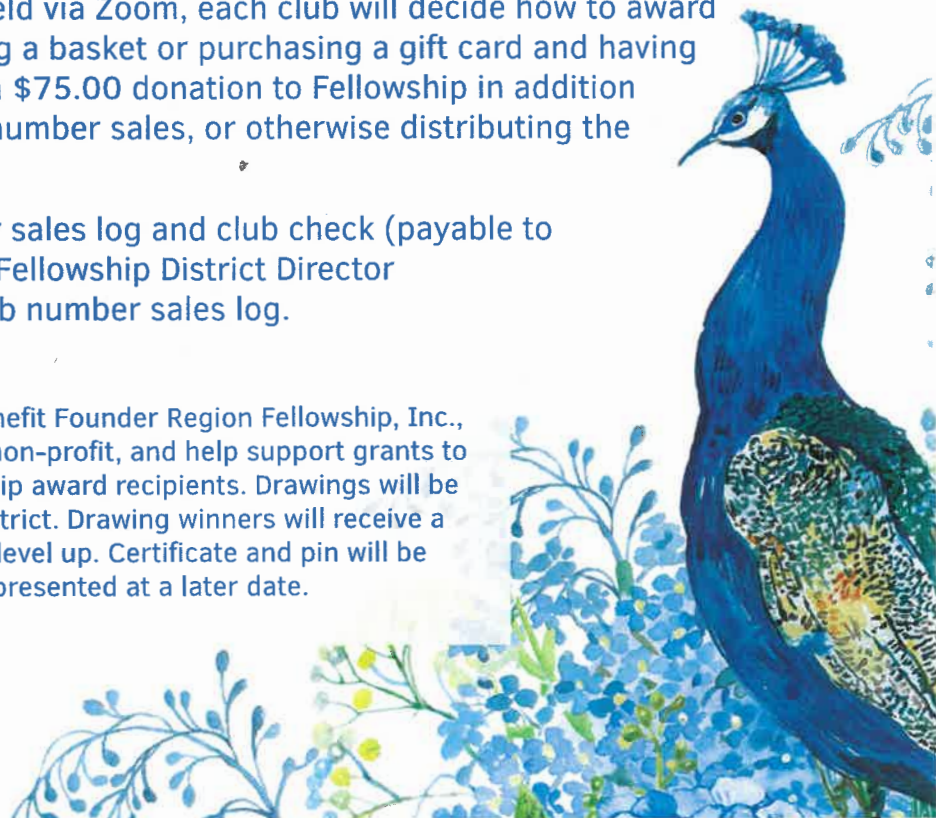 eld via Zoom, each club will decide how to award
g a basket or purchasing a gift card and having
$75.00 donation to Fellowship in addition
number sales, or otherwise distributing the
sales log and club check (payable to
Fellowship District Director
b number sales log.
nefit Founder Region Fellowship, Inc.,
non-profit, and help support grants to
ip award recipients. Drawings will be
trict. Drawing winners will receive a
level up. Certificate and pin will be
presented at a later date.